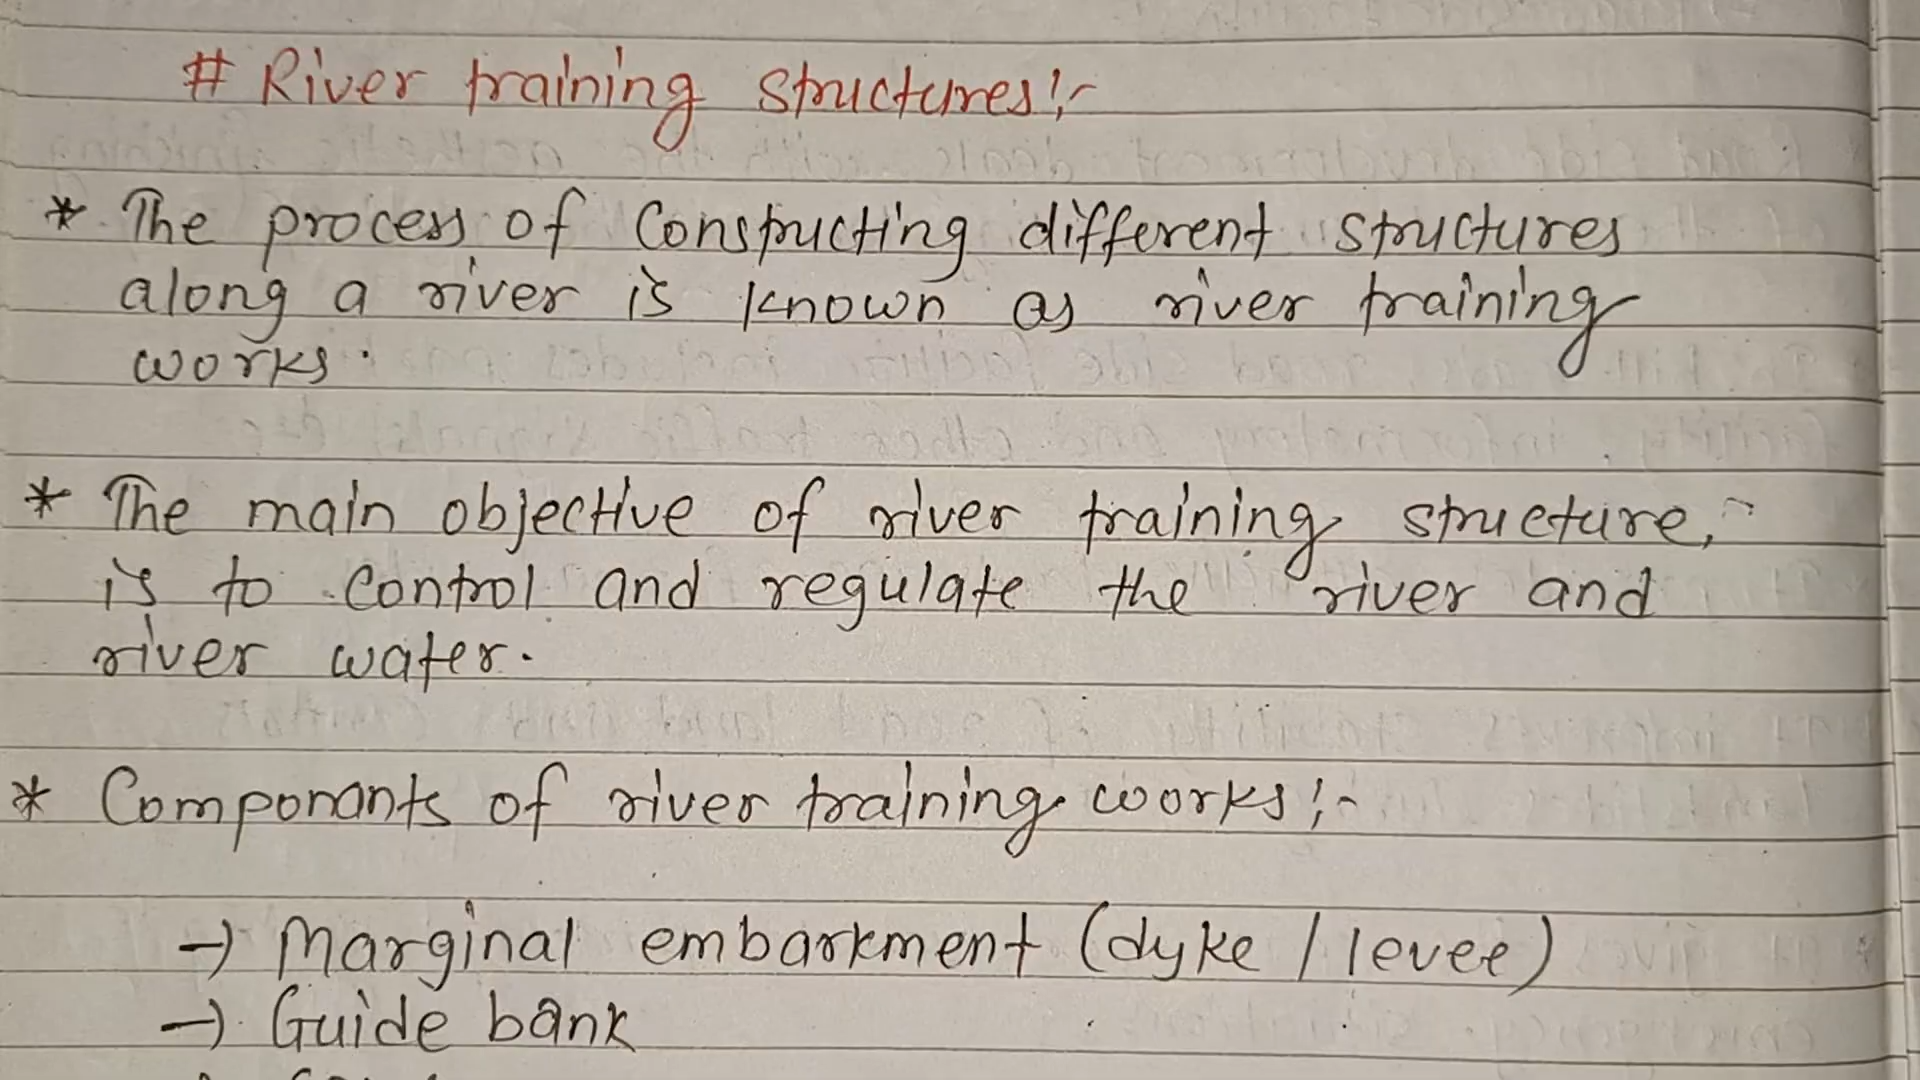 # River training structures:-
* The process of constructing different structures
along a river is known as river training
works.
* The main objective of river training structure,
is to control and regulate the river and
river water.
* Componants of river training works:-
→ Marginal embarkment (dyke / levee)
→ Guide bank